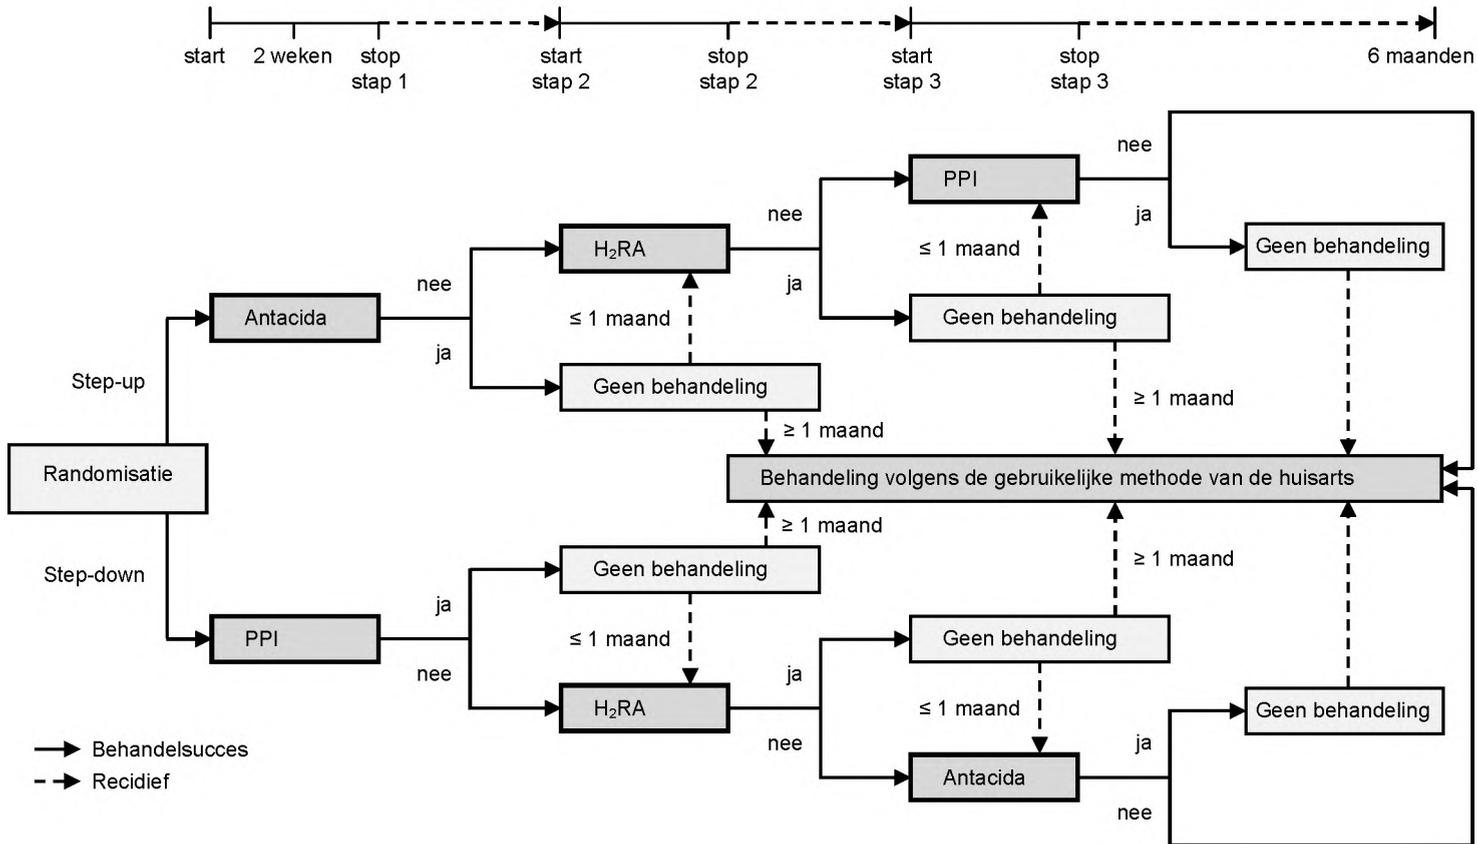 start
2 weken
stop
stap 1
start
stap 2
stop
stap 2
start
stap 3
stop
stap 3
6 maanden
nee
PPI
ja
nee
Geen behandeling
H₂RA
≤ 1 maand
ja
nee
Antacida
≤ 1 maand
Geen behandeling
ja
Step-up
Geen behandeling
≥ 1 maand
≥ 1 maand
Randomisatie
Behandeling volgens de gebruikelijke methode van de huisarts
≥ 1 maand
≥ 1 maand
Step-down
Geen behandeling
ja
PPI
≤ 1 maand
Geen behandeling
nee
ja
H₂RA
≤ 1 maand
Geen behandeling
nee
ja
Behandelsucces
Recidief
Antacida
nee